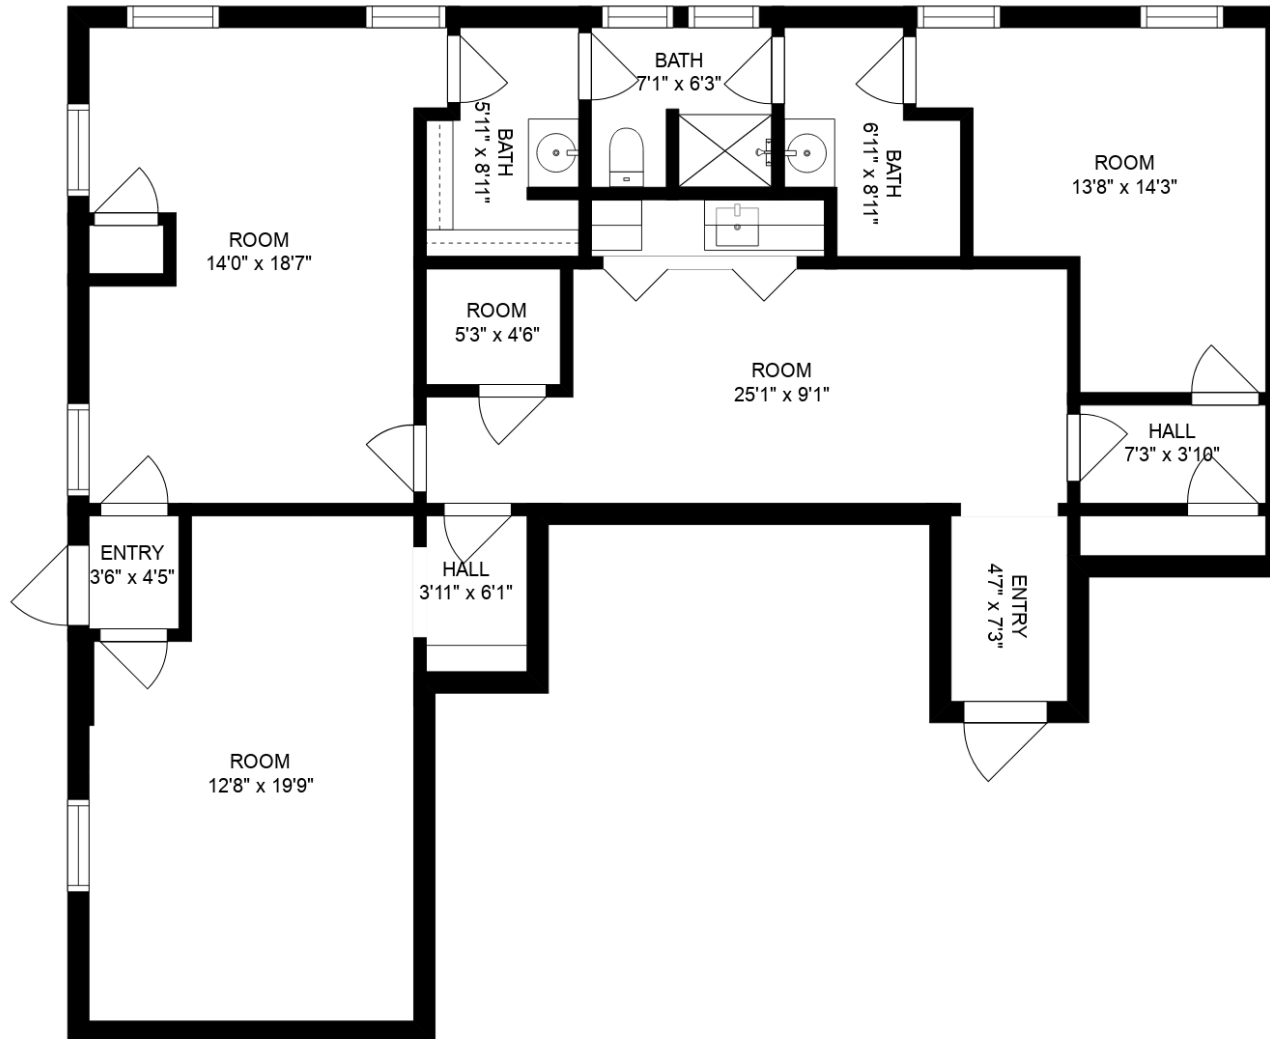 BATH
7'1" x 6'3"
BATH
5'11" x 8'11"
BATH
6'11" x 8'11"
ROOM
13'8" x 14'3"
ROOM
14'0" x 18'7"
ROOM
5'3" x 4'6"
ROOM
25'1" x 9'1"
HALL
7'3" x 3'10"
ENTRY
3'6" x 4'5"
HALL
3'11" x 6'1"
ENTRY
4'7" x 7'3"
ROOM
12'8" x 19'9"